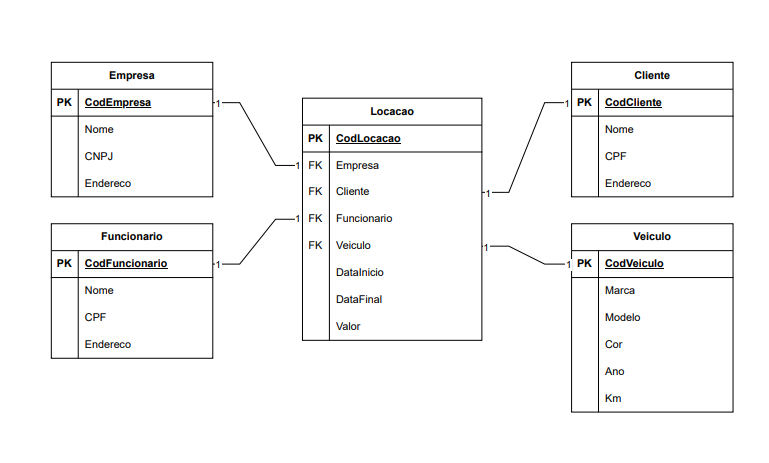 Empresa
PK CodEmpresa
Nome
CNPJ
Endereco
1
1
Funcionario
PK CodFuncionario
Nome
CPF
Endereco
1
1
Locacao
PK CodLocacao
FK Empresa
FK Cliente
FK Funcionario
FK Veiculo
DataInicio
DataFinal
Valor
1
1
Cliente
PK CodCliente
Nome
CPF
Endereco
1
1
Veiculo
PK CodVeiculo
Marca
Modelo
Cor
Ano
Km